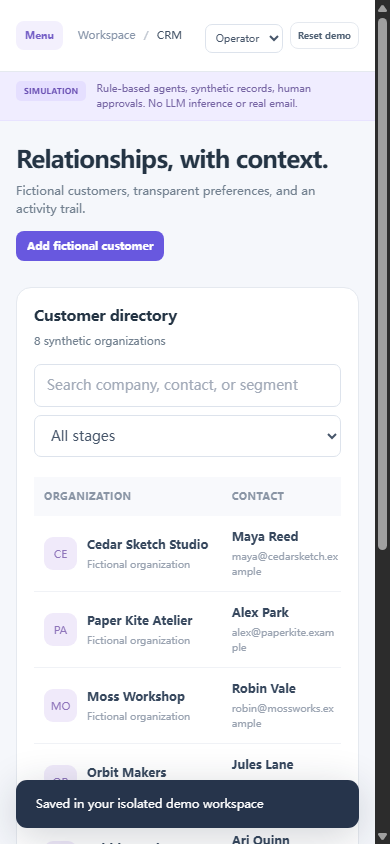 Menu
Workspace / CRM
Operator
Reset demo
SIMULATION
Rule-based agents, synthetic records, human
approvals. No LLM inference or real email.
Relationships, with context.
Fictional customers, transparent preferences, and an
activity trail.
Add fictional customer
Customer directory
8 synthetic organizations
Search company, contact, or segment
All stages
ORGANIZATION CONTACT
CE
Cedar Sketch Studio
Fictional organization
Maya Reed
maya@cedarsketch.ex
ample
PA
Paper Kite Atelier
Fictional organization
Alex Park
alex@paperkite.exam
ple
MO
Moss Workshop
Fictional organization
Robin Vale
robin@mossworks.ex
ample
Orbit Makers
Jules Lane
Saved in your isolated demo workspace
Ari Quinn